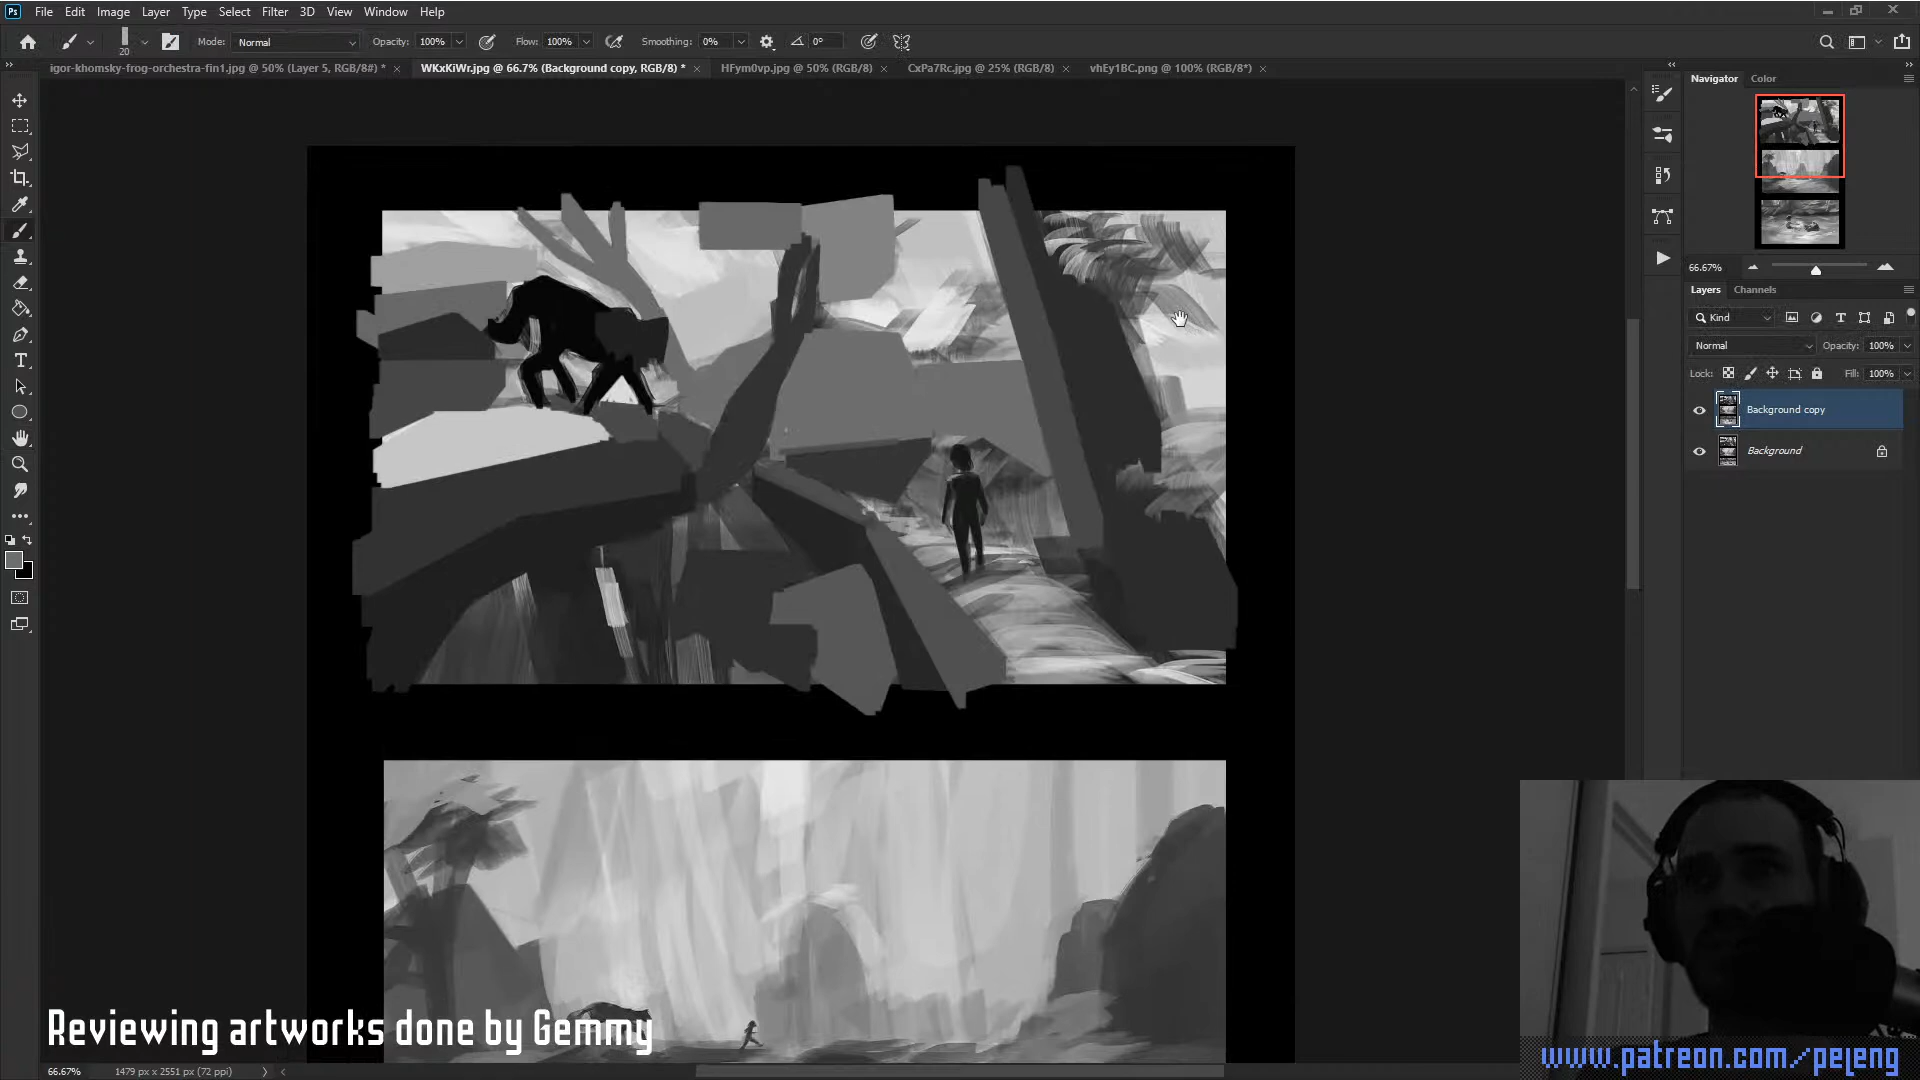 Ps File Edit Image Layer Type Select Filter 3D View Window Help
20 Mode: Normal Opacity: 100% Flow: 100% Smoothing: 0% 0°
igor-khomsky-frog-orchestra-fin1.jpg @ 50% (Layer 5, RGB/8#) * WKxKiWr.jpg @ 66.7% (Background copy, RGB/8) * HFym0vp.jpg @ 50% (RGB/8) CxPa7Rc.jpg @ 25% (RGB/8) vhEy1BC.png @ 100% (RGB/8*)
Navigator Color
66.67%
Layers Channels
Kind
Normal Opacity: 100%
Lock: Fill: 100%
Background copy
Background
Reviewing artworks done by Gemmy
www.patreon.com/peleng
66.67% 1479 px x 2551 px (72 ppi)